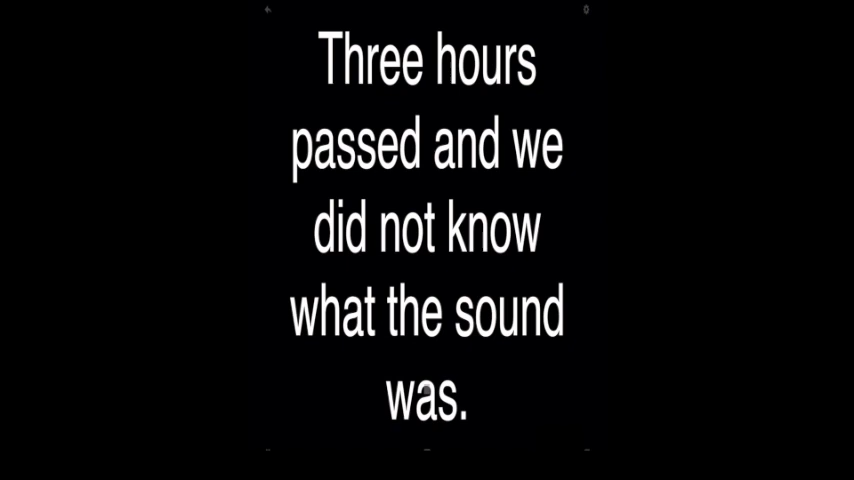 Three hours
passed and we
did not know
what the sound
was.